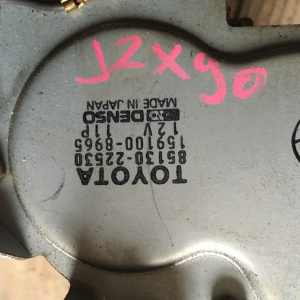 JZX90
TOYOTA
85130-22530
159100-8965
12V 11P
DENSO
MADE IN JAPAN